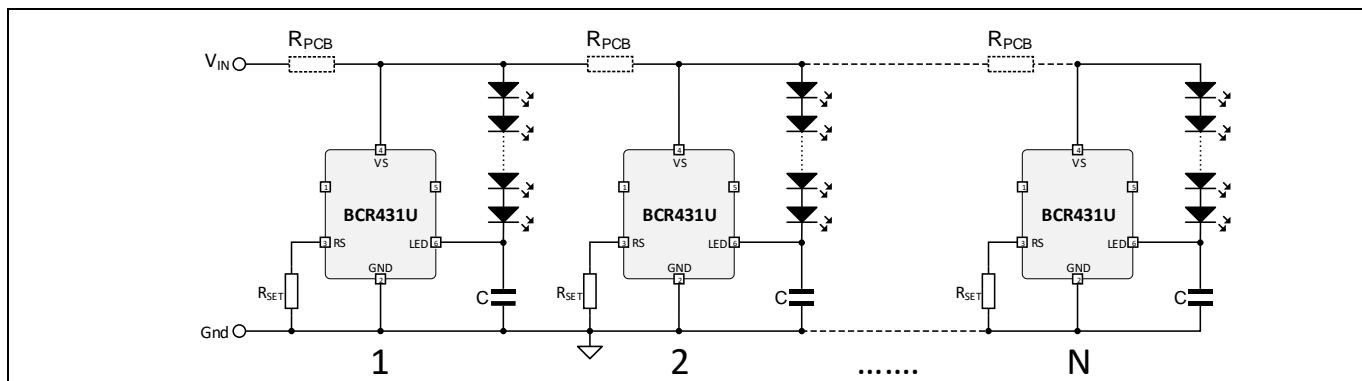 R_PCB R_PCB R_PCB
V_IN
4 4 4
VS VS VS
1 5 1 5 1 5
BCR431U BCR431U BCR431U
3 RS LED 6 3 RS LED 6 3 RS LED 6
GND GND GND
2 2 2
R_SET C R_SET C R_SET C
Gnd
1 2 ....... N